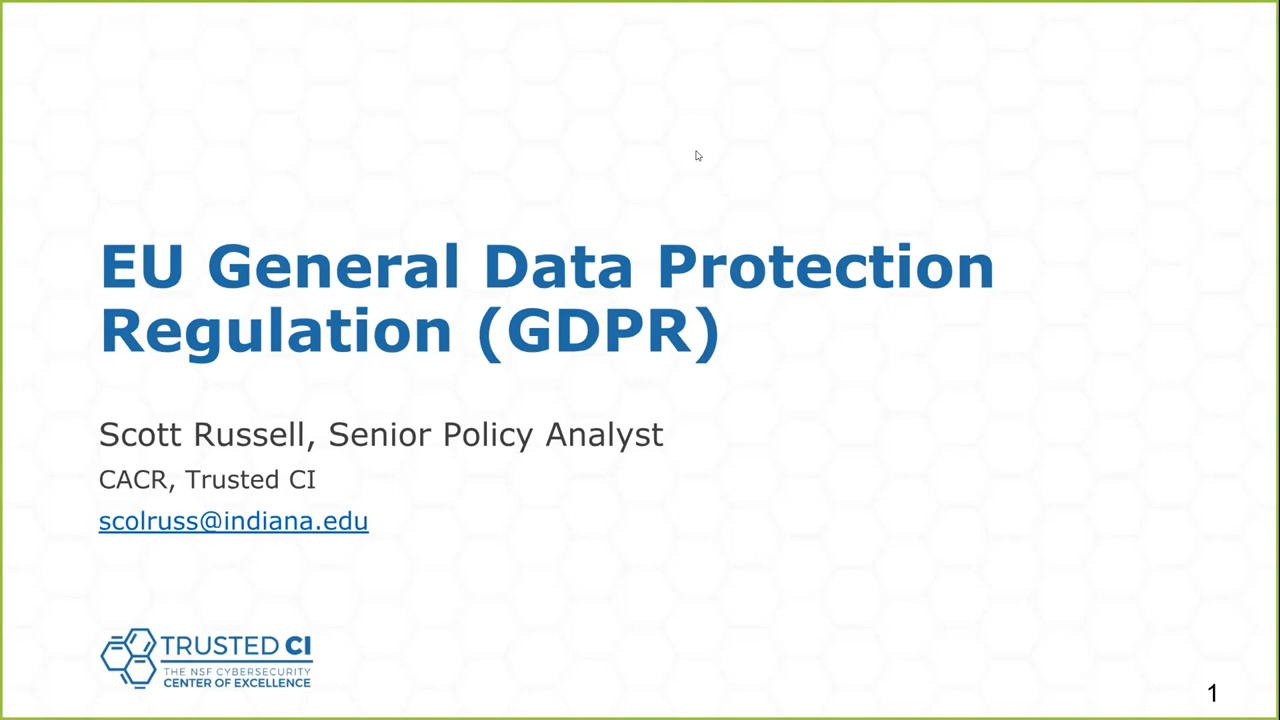 EU General Data Protection
Regulation (GDPR)
Scott Russell, Senior Policy Analyst
CACR, Trusted CI
scolruss@indiana.edu
TRUSTED CI
THE NSF CYBERSECURITY
CENTER OF EXCELLENCE
1